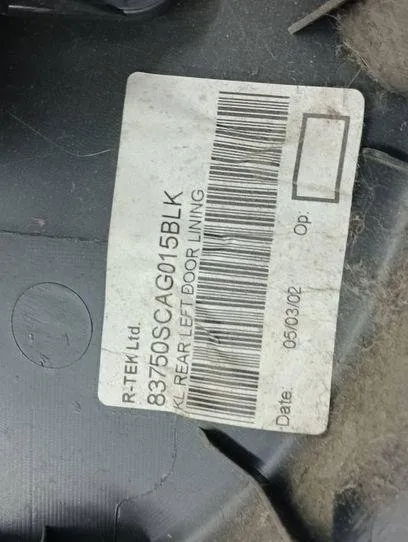 R-TEK Ltd.
83750SCAG015BLK
KL REAR LEFT DOOR LINING
Date: 05/03/02 Op.